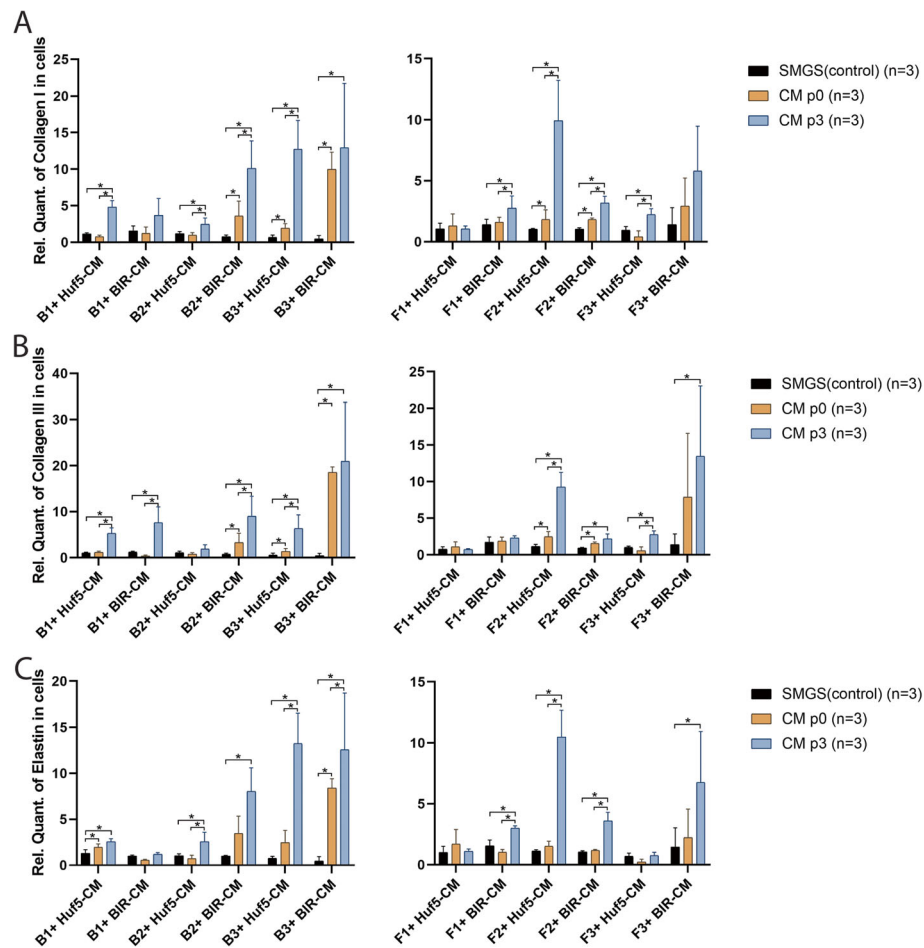 A
Rel. Quant. of Collagen I in cells
25
20
15
10
5
0
* * * * * * * * * * * *
B1+ Huf5-CM
B1+ BIR-CM
B2+ Huf5-CM
B2+ BIR-CM
B3+ Huf5-CM
B3+ BIR-CM
15
10
5
0
* * * * * * * * * *
F1+ Huf5-CM
F1+ BIR-CM
F2+ Huf5-CM
F2+ BIR-CM
F3+ Huf5-CM
F3+ BIR-CM
SMGS(control) (n=3)
CM p0 (n=3)
CM p3 (n=3)
B
Rel. Quant. of Collagen III in cells
40
30
20
10
0
* * * * * * * * * * * *
B1+ Huf5-CM
B1+ BIR-CM
B2+ Huf5-CM
B2+ BIR-CM
B3+ Huf5-CM
B3+ BIR-CM
25
20
15
10
5
0
* * * * * * * *
F1+ Huf5-CM
F1+ BIR-CM
F2+ Huf5-CM
F2+ BIR-CM
F3+ Huf5-CM
F3+ BIR-CM
SMGS(control) (n=3)
CM p0 (n=3)
CM p3 (n=3)
C
Rel. Quant. of Elastin in cells
20
15
10
5
0
* * * * * * * * * *
B1+ Huf5-CM
B1+ BIR-CM
B2+ Huf5-CM
B2+ BIR-CM
B3+ Huf5-CM
B3+ BIR-CM
15
10
5
0
* * * * * * *
F1+ Huf5-CM
F1+ BIR-CM
F2+ Huf5-CM
F2+ BIR-CM
F3+ Huf5-CM
F3+ BIR-CM
SMGS(control) (n=3)
CM p0 (n=3)
CM p3 (n=3)